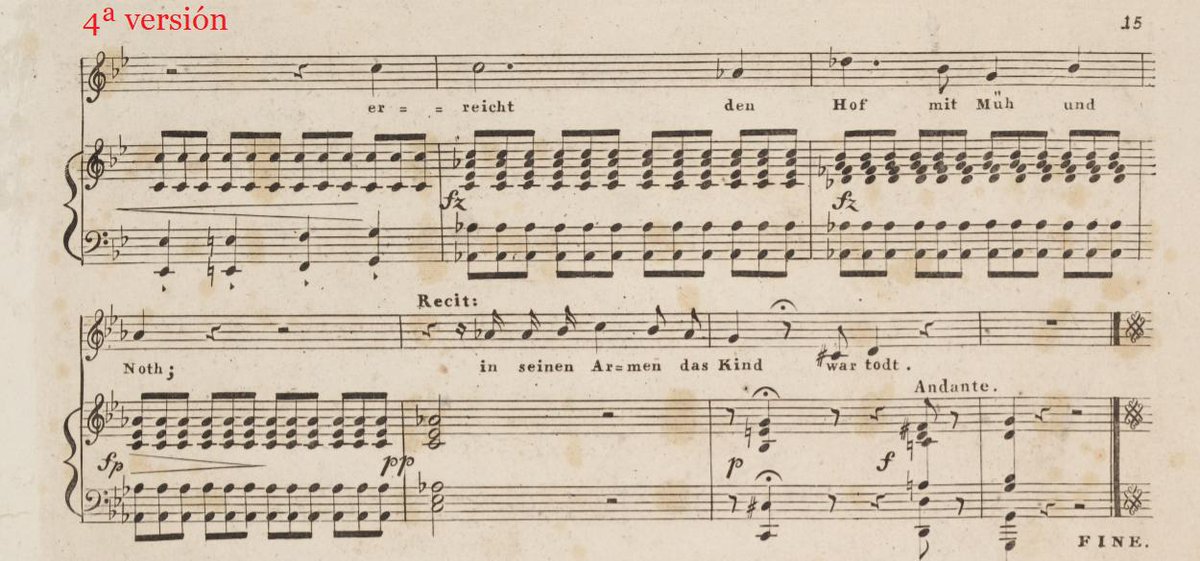 4ª versión
15
er = = reicht den Hof mit Müh und
fz fz
Recit:
Noth; in seinen Ar=men das Kind war todt.
Andante.
fp pp p f
FINE.